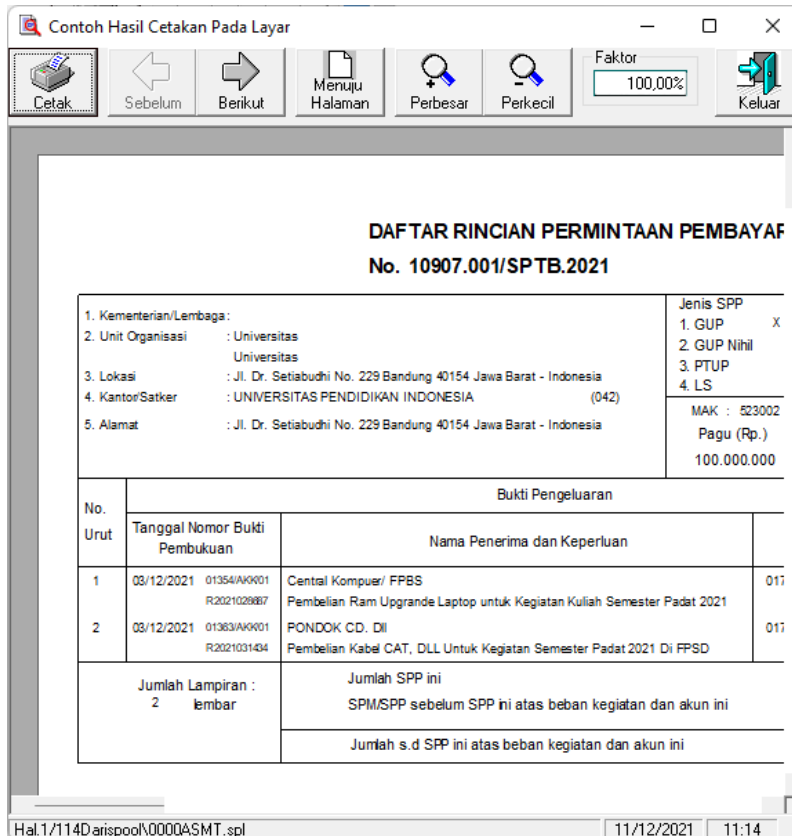 Contoh Hasil Cetakan Pada Layar
Cetak
Sebelum
Berikut
Menuju
Halaman
Perbesar
Perkecil
Faktor
100,00%
Keluar
DAFTAR RINCIAN PERMINTAAN PEMBAYAR
No. 10907.001/SPTB.2021
1. Kementerian/Lembaga :
2. Unit Organisasi : Universitas
Universitas
3. Lokasi : Jl. Dr. Setiabudhi No. 229 Bandung 40154 Jawa Barat - Indonesia
4. Kantor/Satker : UNIVERSITAS PENDIDIKAN INDONESIA (042)
5. Alamat : Jl. Dr. Setiabudhi No. 229 Bandung 40154 Jawa Barat - Indonesia
Jenis SPP
1. GUP X
2. GUP Nihil
3. PTUP
4. LS
MAK : 523002
Pagu (Rp.)
100.000.000
No.
Urut
Bukti Pengeluaran
Tanggal Nomor Bukti
Pembukuan
Nama Penerima dan Keperluan
1 03/12/2021 01354/AKK/01 Central Kompuer/ FPBS 017
R2021028687 Pembelian Ram Upgrande Laptop untuk Kegiatan Kuliah Semester Padat 2021
2 03/12/2021 01363/AKK/01 PONDOK CD. Dll 017
R2021031434 Pembelian Kabel CAT, DLL Untuk Kegiatan Semester Padat 2021 Di FPSD
Jumlah Lampiran :
2 lembar
Jumlah SPP ini
SPM/SPP sebelum SPP ini atas beban kegiatan dan akun ini
Jumlah s.d SPP ini atas beban kegiatan dan akun ini
Hal.1/114Darispool\0000ASMT.spl 11/12/2021 11:14